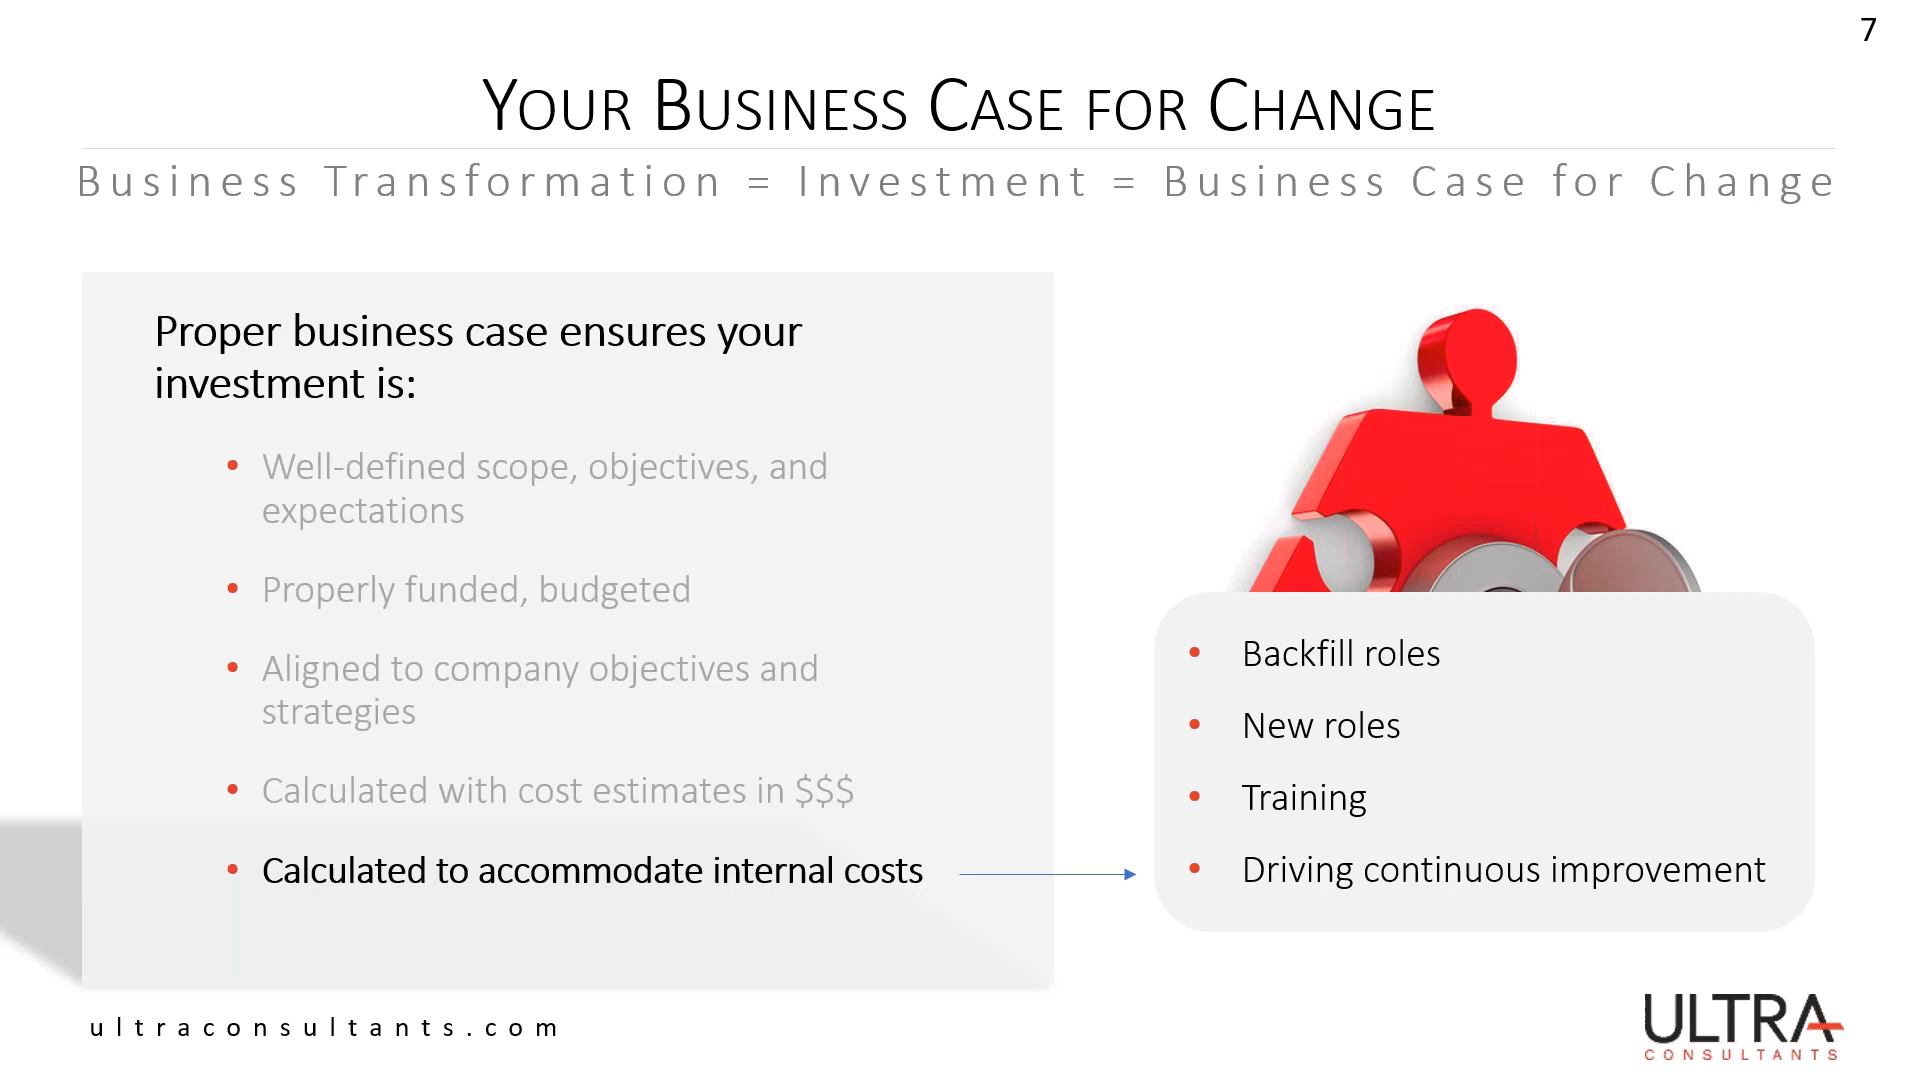 7
Your Business Case for Change
Business Transformation = Investment = Business Case for Change
Proper business case ensures your
investment is:
• Well-defined scope, objectives, and
expectations
• Properly funded, budgeted
• Aligned to company objectives and
strategies
• Calculated with cost estimates in $$$
• Calculated to accommodate internal costs
• Backfill roles
• New roles
• Training
• Driving continuous improvement
ultraconsultants.com
ULTRA
CONSULTANTS